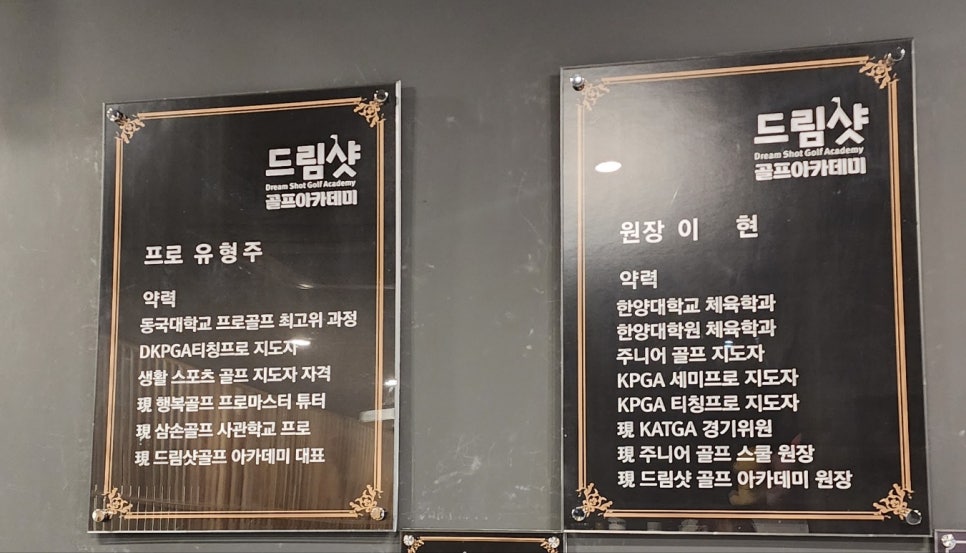 드림샷
Dream Shot Golf Academy
골프아카데미
프로 유형주
약력
동국대학교 프로골프 최고위 과정
DKPGA티칭프로 지도자
생활 스포츠 골프 지도자 자격
現 행복골프 프로마스터 튜터
現 삼손골프 사관학교 프로
現 드림샷골프 아카데미 대표
드림샷
Dream Shot Golf Academy
골프아카데미
원장 이 현
약력
한양대학교 체육학과
한양대학원 체육학과
주니어 골프 지도자
KPGA 세미프로 지도자
KPGA 티칭프로 지도자
現 KATGA 경기위원
現 주니어 골프 스쿨 원장
現 드림샷 골프 아카데미 원장